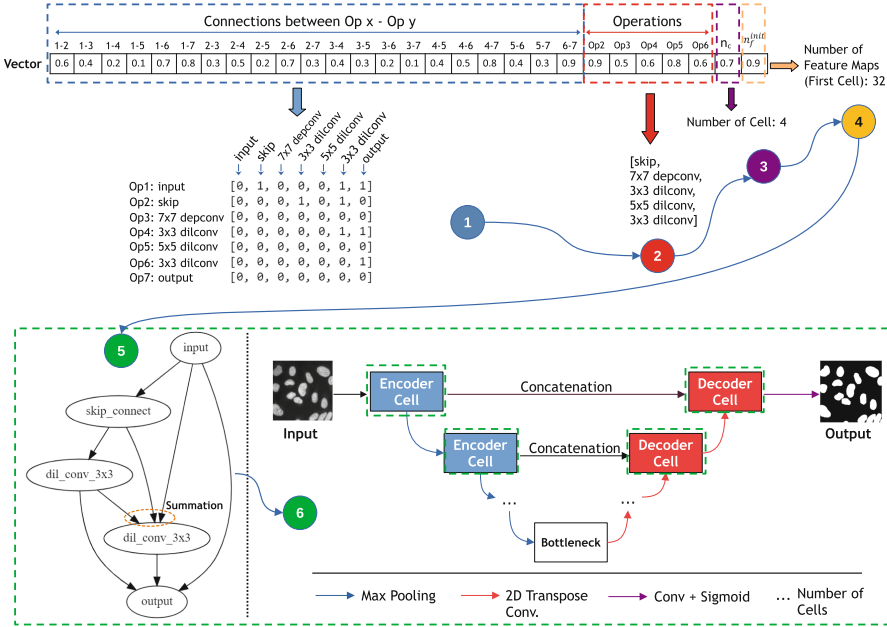 Connections between Op x - Op y
Operations
1-2 1-3 1-4 1-5 1-6 1-7 2-3 2-4 2-5 2-6 2-7 3-4 3-5 3-6 3-7 4-5 4-6 4-7 5-6 5-7 6-7 Op2 Op3 Op4 Op5 Op6 n_c n_f^init
Vector 0.6 0.4 0.2 0.1 0.7 0.8 0.3 0.5 0.2 0.7 0.3 0.4 0.3 0.2 0.1 0.4 0.5 0.8 0.4 0.3 0.9 0.9 0.5 0.6 0.8 0.6 0.7 0.9
Number of
Feature Maps
(First Cell): 32
Number of Cell: 4
input
skip
7x7 depconv
3x3 dilconv
5x5 dilconv
3x3 dilconv
output
Op1: input [0, 1, 0, 0, 0, 1, 1]
Op2: skip [0, 0, 0, 1, 0, 1, 0]
Op3: 7x7 depconv [0, 0, 0, 0, 0, 0, 0]
Op4: 3x3 dilconv [0, 0, 0, 0, 0, 1, 1]
Op5: 5x5 dilconv [0, 0, 0, 0, 0, 0, 0]
Op6: 3x3 dilconv [0, 0, 0, 0, 0, 0, 1]
Op7: output [0, 0, 0, 0, 0, 0, 0]
[skip,
7x7 depconv,
3x3 dilconv,
5x5 dilconv,
3x3 dilconv]
1
2
3
4
5
input
skip_connect
dil_conv_3x3
Summation
dil_conv_3x3
output
6
Input
Encoder
Cell
Concatenation
Decoder
Cell
Output
Encoder
Cell
Concatenation
Decoder
Cell
...
...
Bottleneck
Max Pooling
2D Transpose
Conv.
Conv + Sigmoid
... Number of
Cells